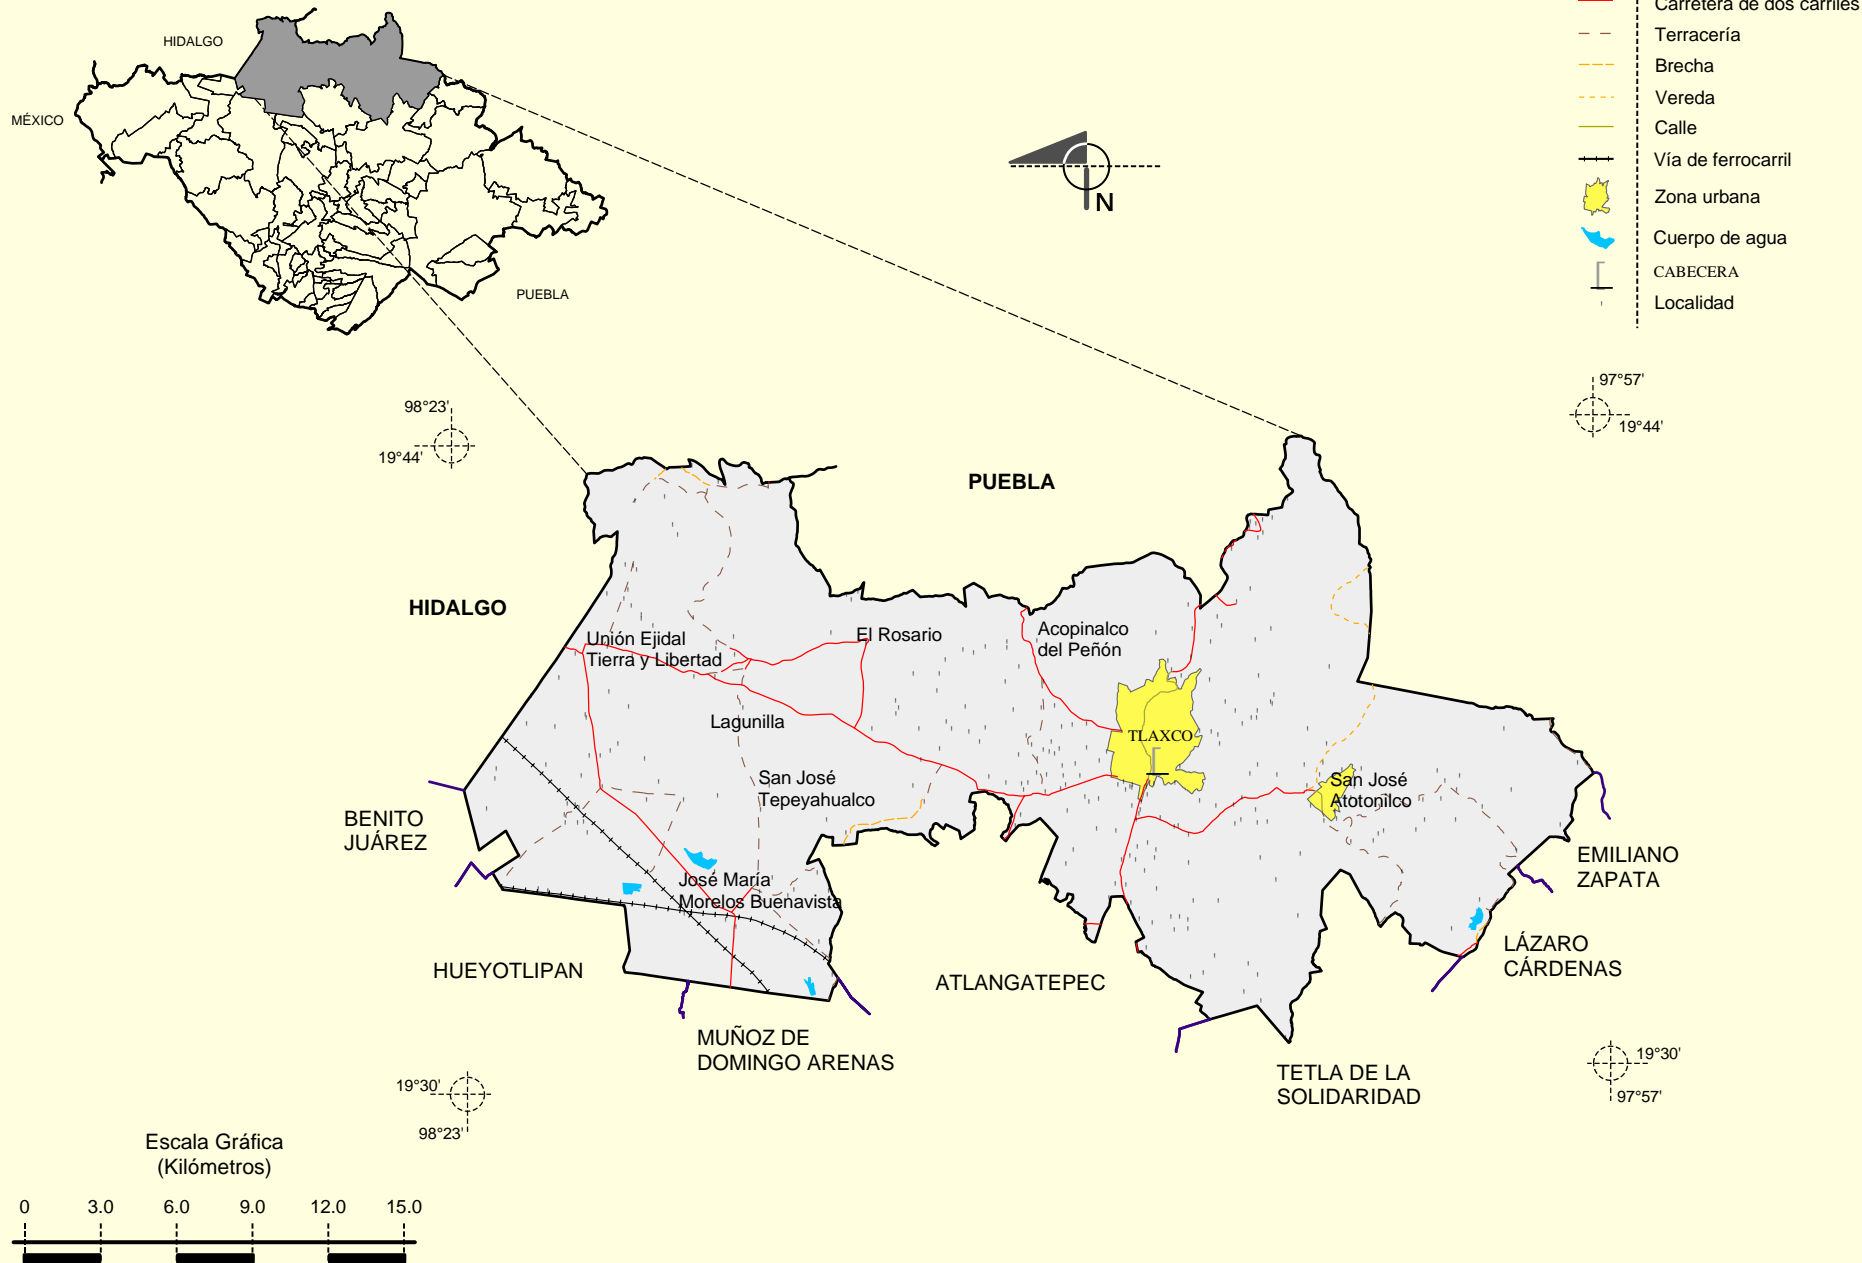 Carretera de dos carriles
Terracería
Brecha
Vereda
Calle
Vía de ferrocarril
Zona urbana
Cuerpo de agua
CABECERA
Localidad
HIDALGO
MÉXICO
PUEBLA
N
98°23'
19°44'
97°57'
19°44'
PUEBLA
HIDALGO
Unión Ejidal
Tierra y Libertad
El Rosario
Acopinalco
del Peñón
Lagunilla
TLAXCO
San José
Tepeyahualco
San José
Atotonilco
BENITO
JUÁREZ
José María
Morelos Buenavista
EMILIANO
ZAPATA
HUEYOTLIPAN
ATLANGATEPEC
LÁZARO
CÁRDENAS
MUÑOZ DE
DOMINGO ARENAS
TETLA DE LA
SOLIDARIDAD
19°30'
98°23'
19°30'
97°57'
Escala Gráfica
(Kilómetros)
0 3.0 6.0 9.0 12.0 15.0